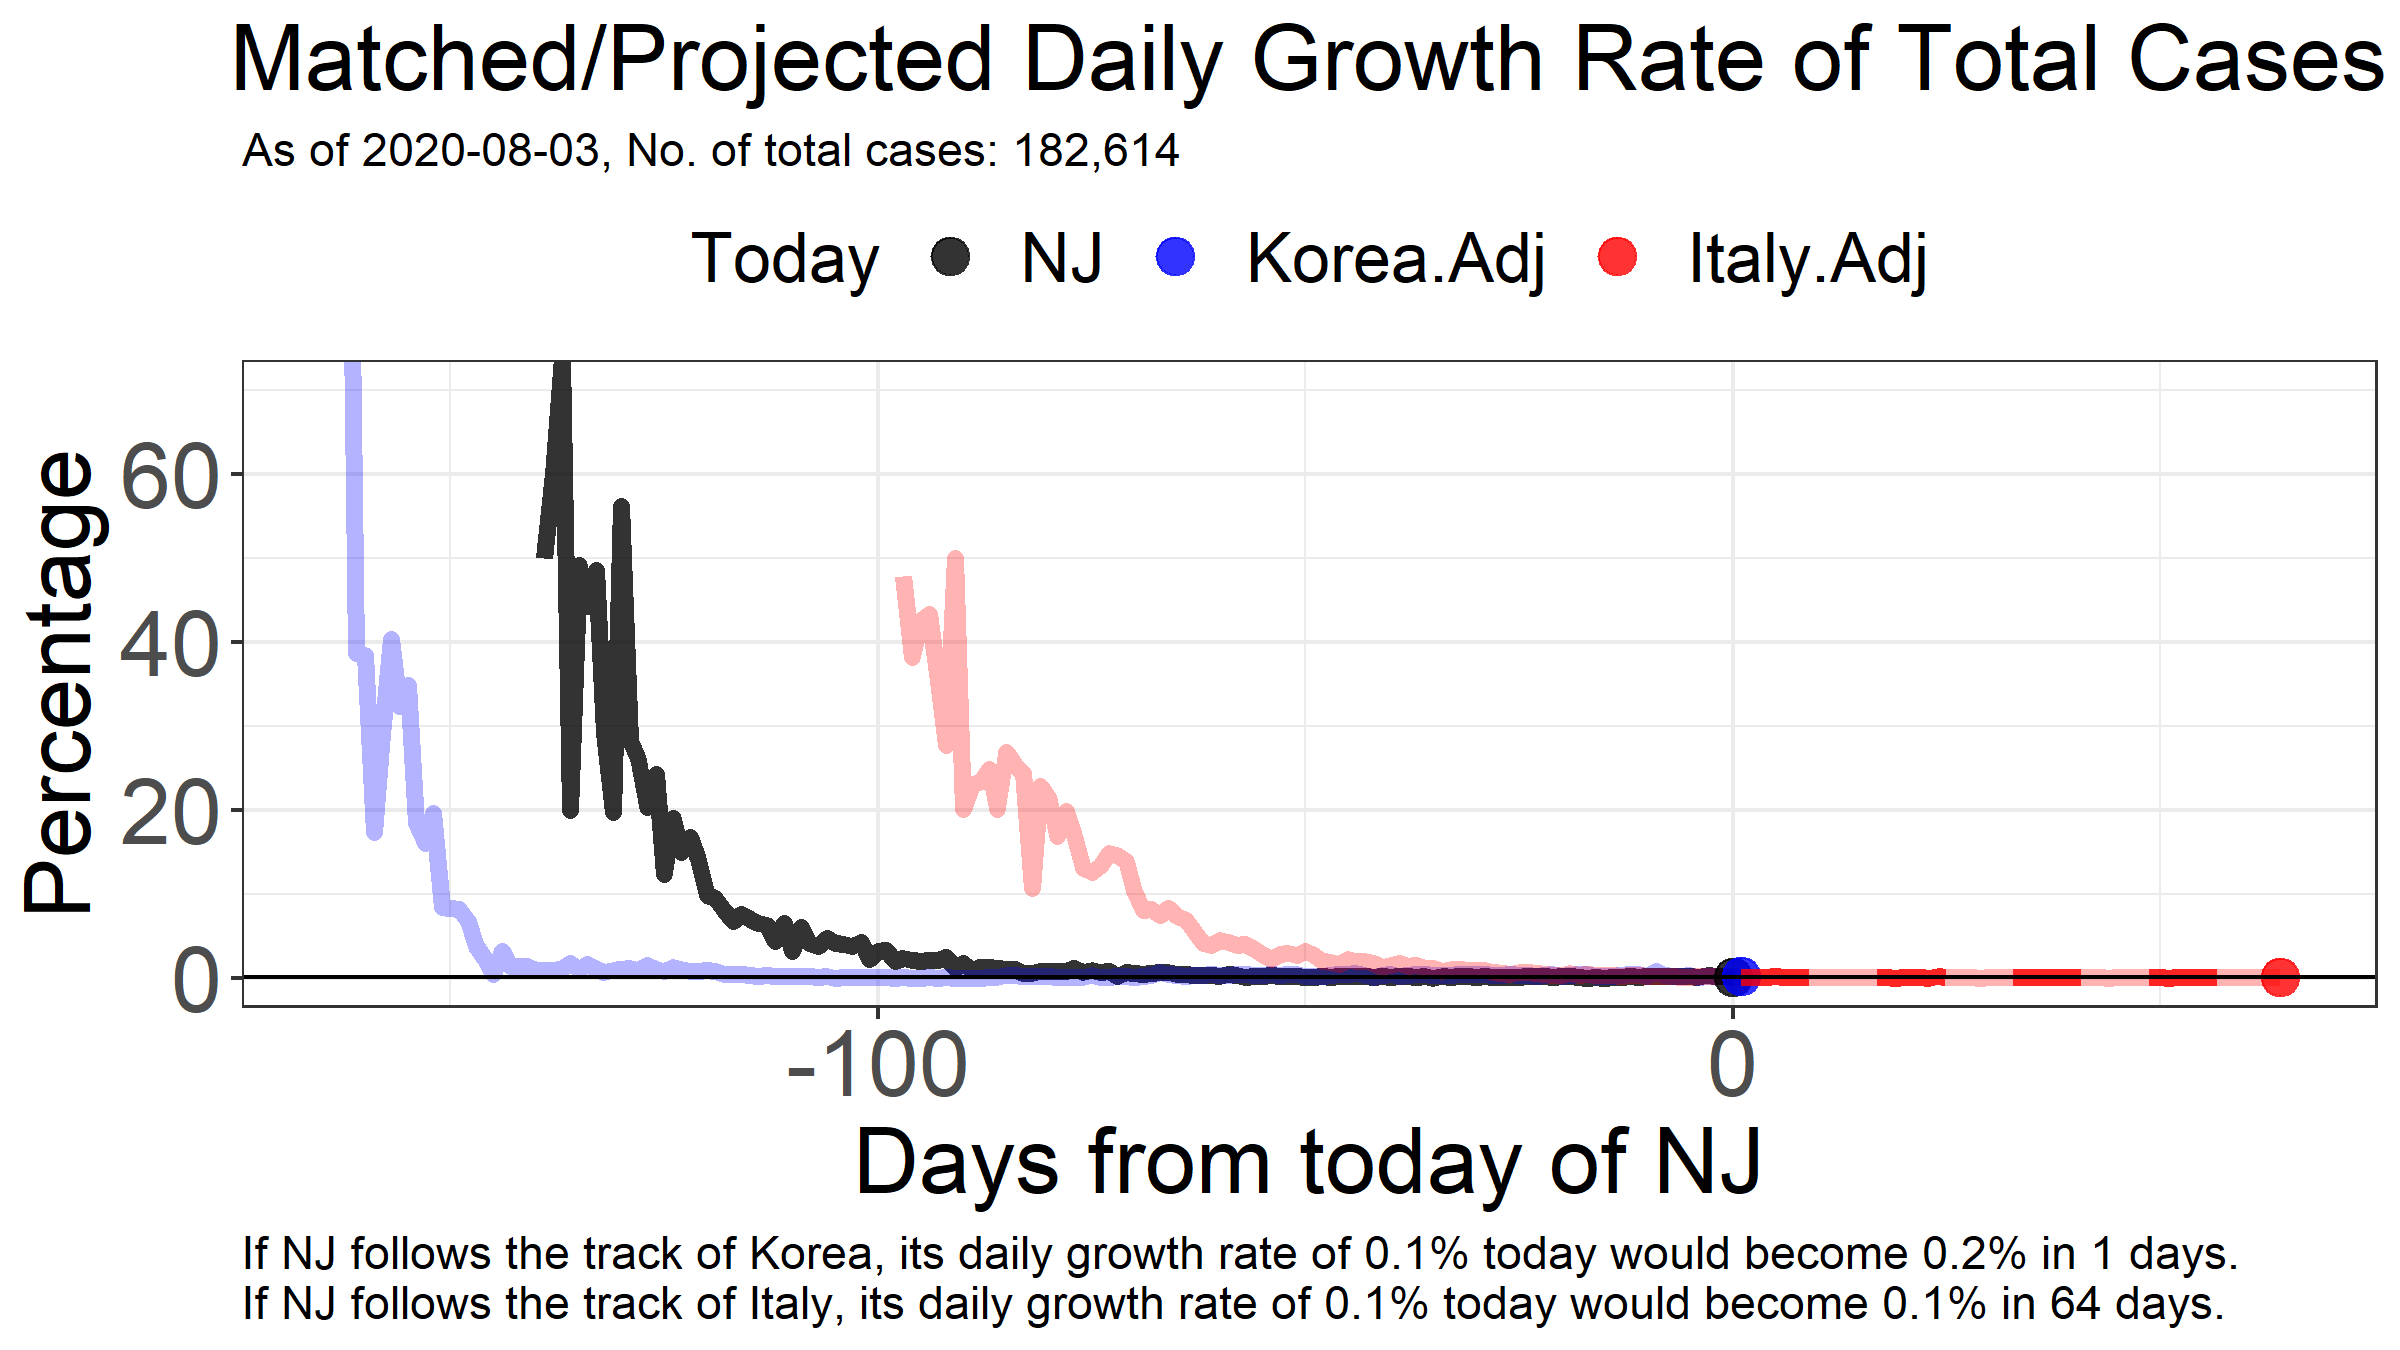 Matched/Projected Daily Growth Rate of Total Cases
As of 2020-08-03, No. of total cases: 182,614
Today NJ Korea.Adj Italy.Adj
Percentage
60
40
20
0
-100 0
Days from today of NJ
If NJ follows the track of Korea, its daily growth rate of 0.1% today would become 0.2% in 1 days.
If NJ follows the track of Italy, its daily growth rate of 0.1% today would become 0.1% in 64 days.